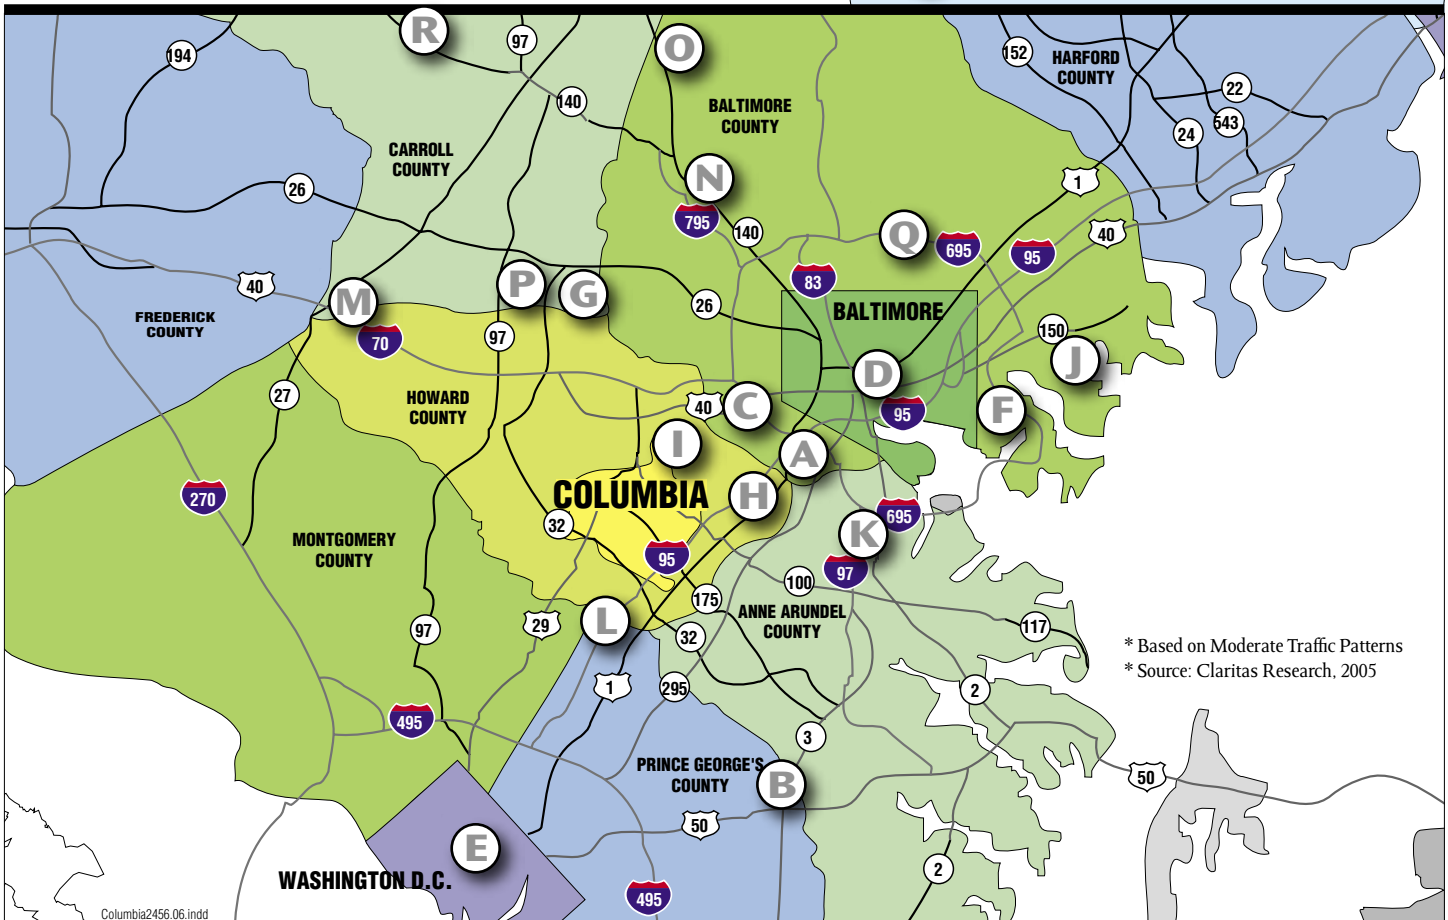 R
97
O
194
152
HARFORD
COUNTY
22
140
BALTIMORE
COUNTY
543
24
CARROLL
COUNTY
N
1
26
795
140
Q
695
95
40
83
40
M
P
G
26
BALTIMORE
FREDERICK
COUNTY
70
97
150
J
D
27
HOWARD
COUNTY
40
C
95
F
I
A
COLUMBIA
H
270
32
695
K
MONTGOMERY
COUNTY
95
97
100
175
ANNE ARUNDEL
COUNTY
L
97
29
32
117
* Based on Moderate Traffic Patterns
* Source: Claritas Research, 2005
1
295
2
495
3
PRINCE GEORGE'S
COUNTY
B
50
50
E
WASHINGTON D.C.
2
495
Columbia2456.06.indd